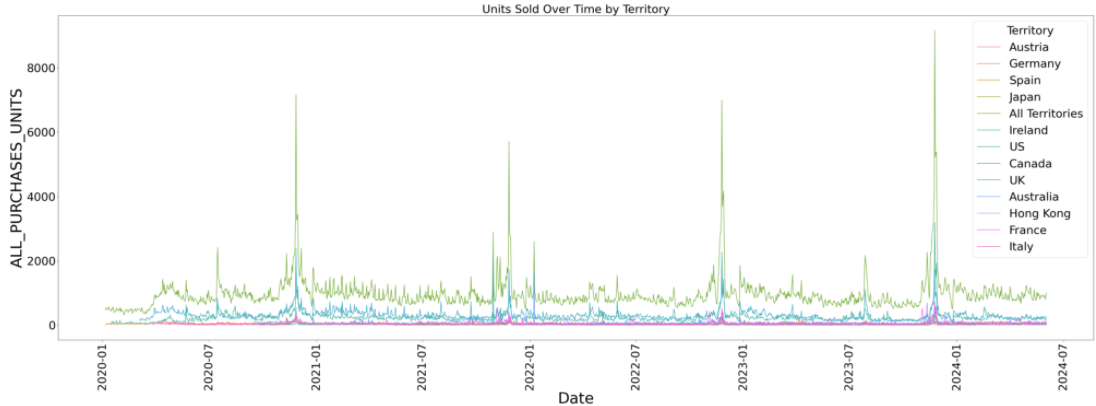 Units Sold Over Time by Territory
ALL_PURCHASES_UNITS
8000
6000
4000
2000
0
Territory
Austria
Germany
Spain
Japan
All Territories
Ireland
US
Canada
UK
Australia
Hong Kong
France
Italy
2020-01
2020-07
2021-01
2021-07
2022-01
2022-07
2023-01
2023-07
2024-01
2024-07
Date